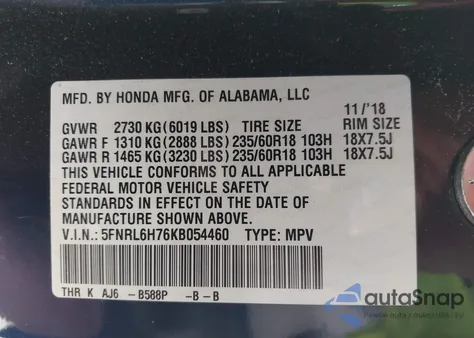 MFD. BY HONDA MFG. OF ALABAMA, LLC
11/'18
GVWR 2730 KG(6019 LBS) TIRE SIZE RIM SIZE
GAWR F 1310 KG(2888 LBS)235/60R18 103H 18X7.5J
GAWR R 1465 KG(3230 LBS)235/60R18 103H 18X7.5J
THIS VEHICLE CONFORMS TO ALL APPLICABLE
FEDERAL MOTOR VEHICLE SAFETY
STANDARDS IN EFFECT ON THE DATE OF
MANUFACTURE SHOWN ABOVE.
V.I.N.: 5FNRL6H76KB054460 TYPE: MPV
THR K AJ6 -B588P -B-B
autoSnap